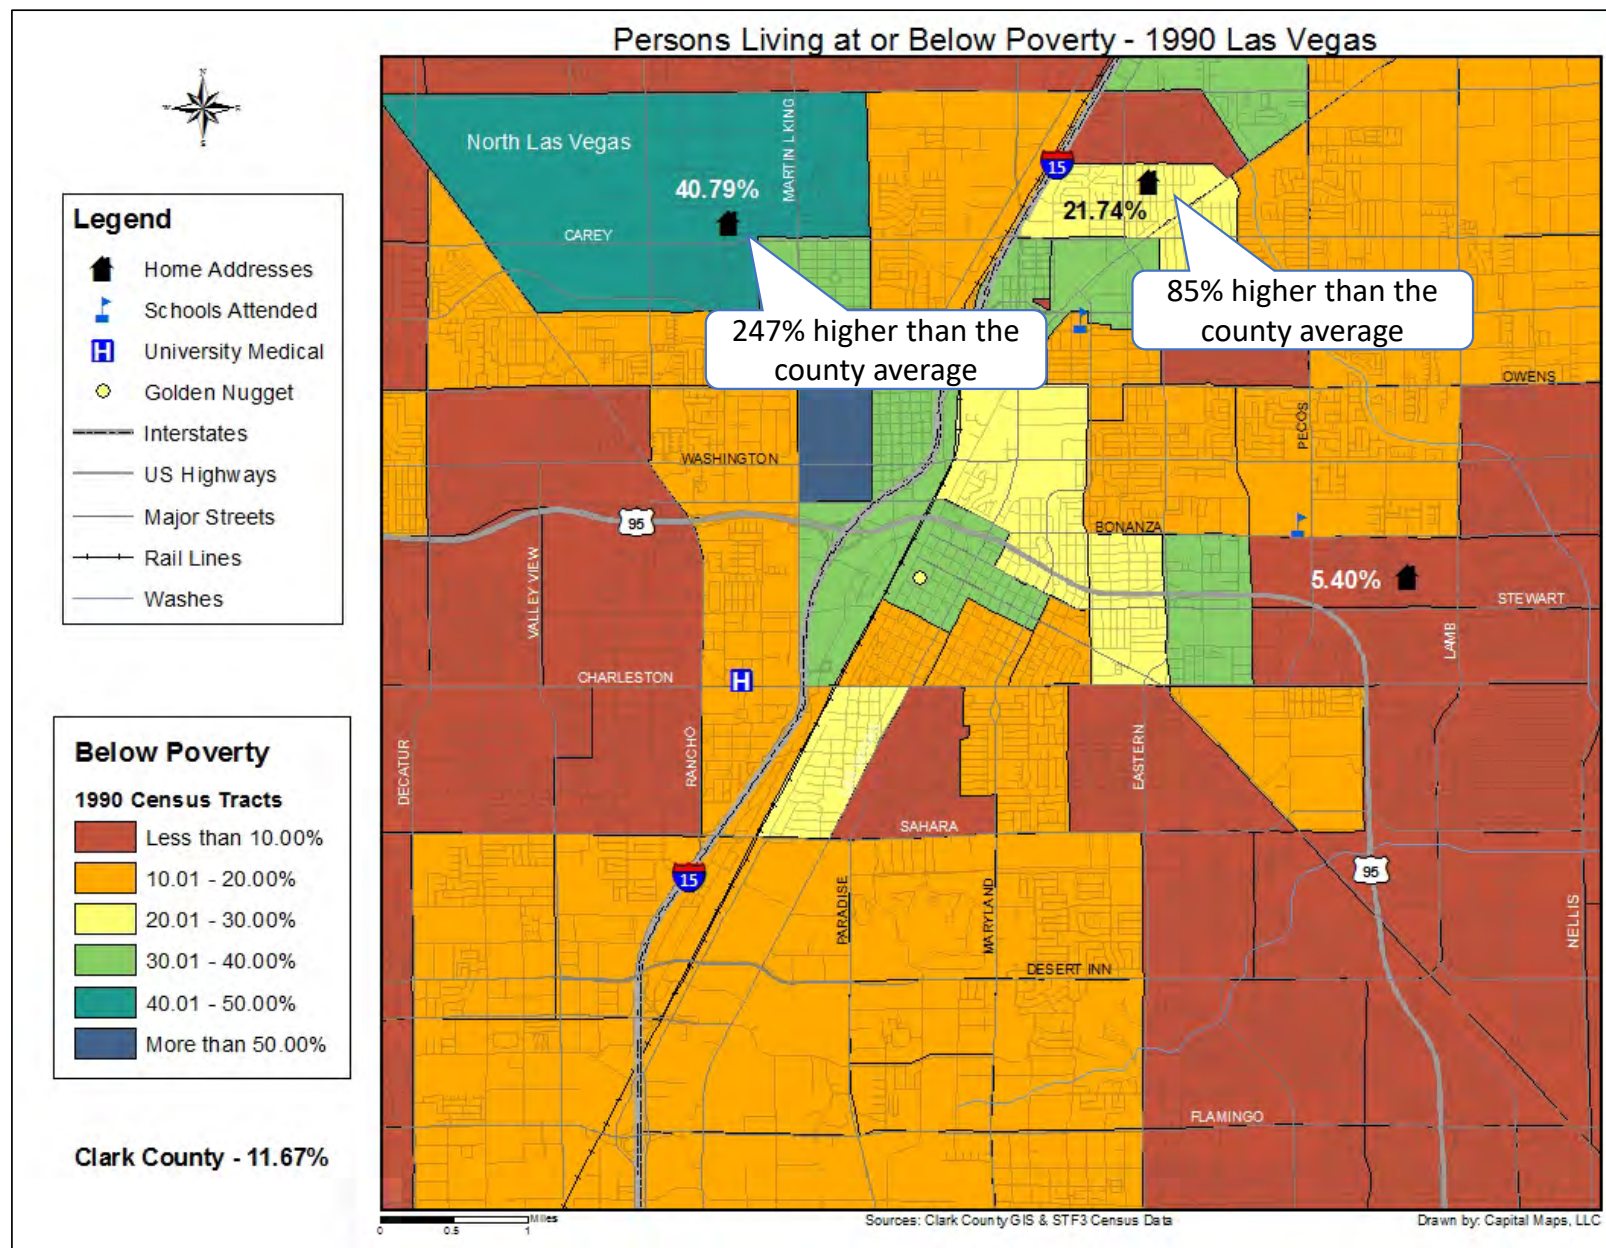 Persons Living at or Below Poverty - 1990 Las Vegas
N
W
E
S
Legend
Home Addresses
Schools Attended
H University Medical
Golden Nugget
Interstates
US Highways
Major Streets
Rail Lines
Washes
Below Poverty
1990 Census Tracts
Less than 10.00%
10.01 - 20.00%
20.01 - 30.00%
30.01 - 40.00%
40.01 - 50.00%
More than 50.00%
Clark County - 11.67%
North Las Vegas
MARTIN L KING
40.79%
CAREY
15
21.74%
85% higher than the
county average
247% higher than the
county average
OWENS
PECOS
WASHINGTON
95
BONANZA
5.40%
STEWART
VALLEY VIEW
LAMB
CHARLESTON
H
DECATUR
RANCHO
EASTERN
SAHARA
15
95
PARADISE
MARYLAND
NELLIS
DESERT INN
FLAMINGO
0 0.5 1 Miles
Sources: Clark County GIS & STF3 Census Data
Drawn by: Capital Maps, LLC